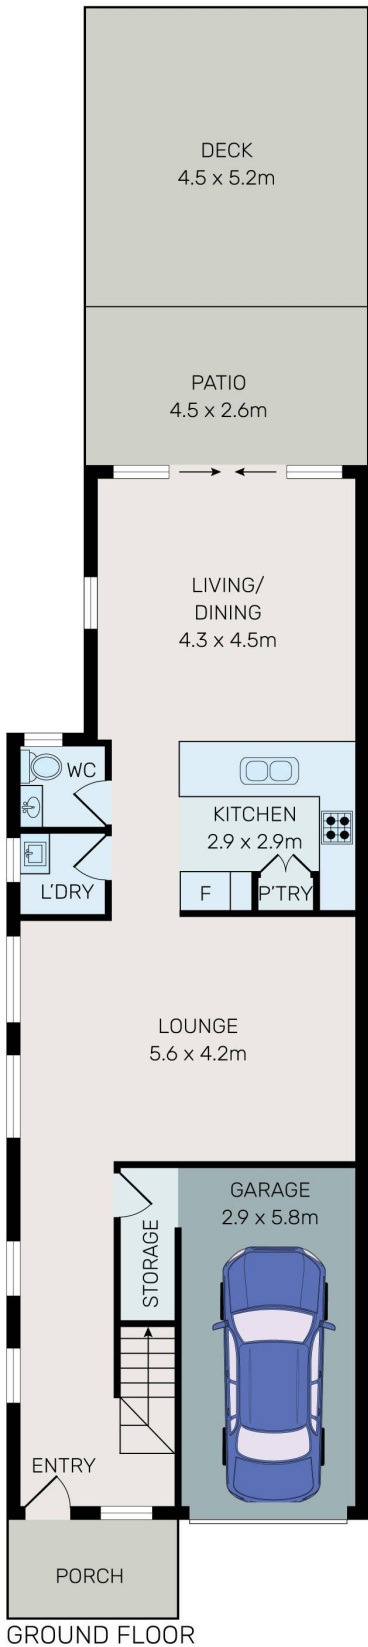 DECK
4.5 x 5.2m
PATIO
4.5 x 2.6m
LIVING/
DINING
4.3 x 4.5m
WC
KITCHEN
2.9 x 2.9m
L'DRY
F
P'TRY
LOUNGE
5.6 x 4.2m
GARAGE
2.9 x 5.8m
STORAGE
ENTRY
PORCH
GROUND FLOOR